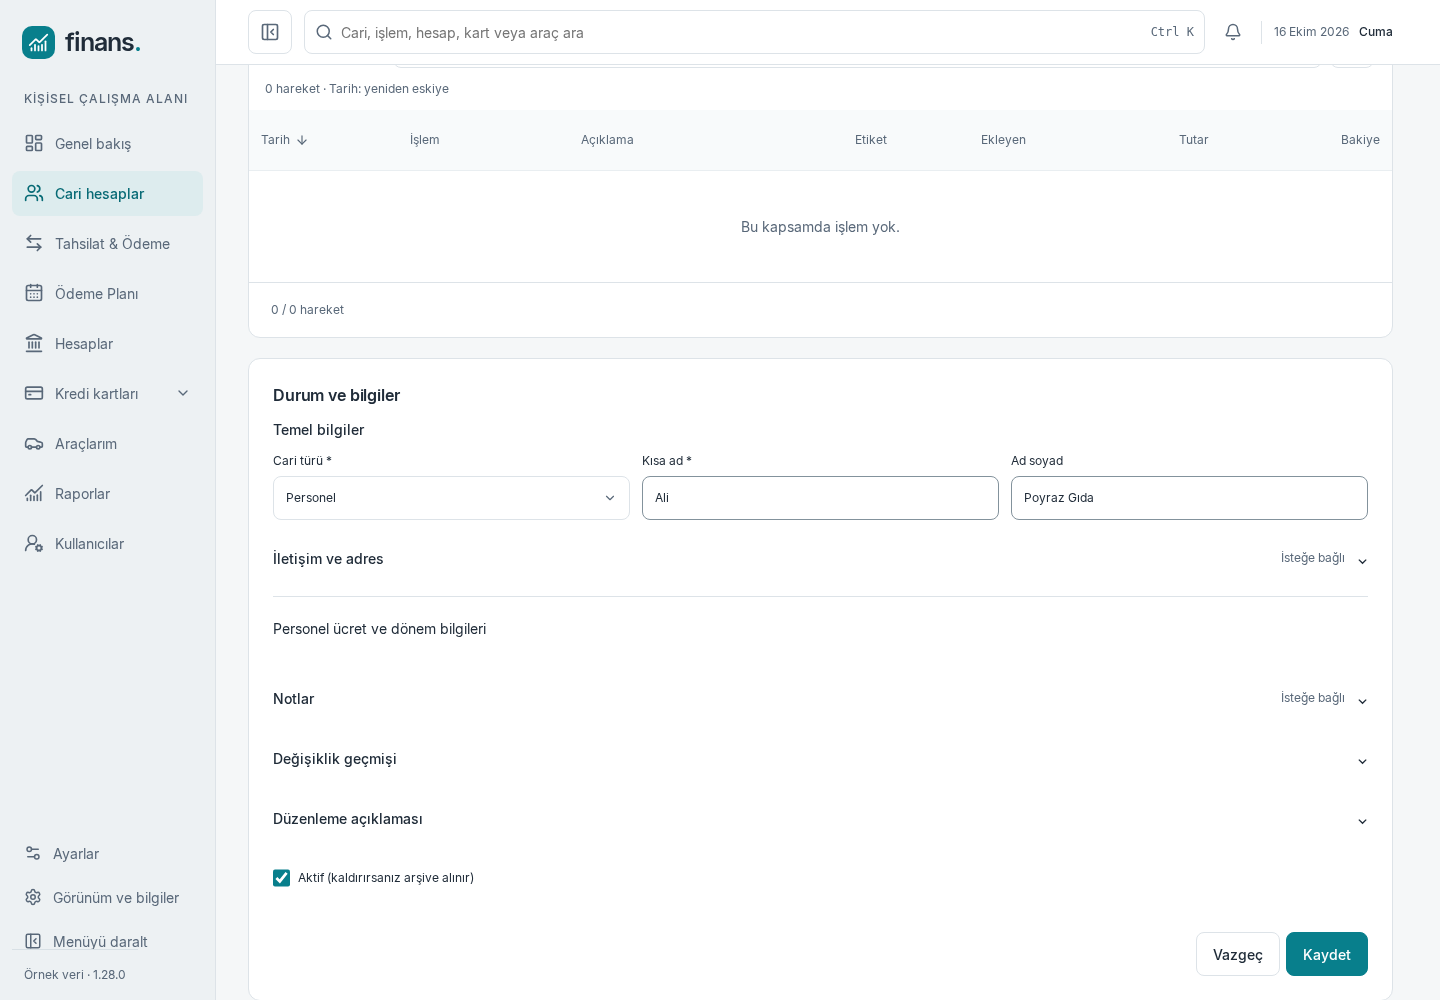 finans.
KİŞİSEL ÇALIŞMA ALANI
Genel bakış
Cari hesaplar
Tahsilat & Ödeme
Ödeme Planı
Hesaplar
Kredi kartları
Araçlarım
Raporlar
Kullanıcılar
Ayarlar
Görünüm ve bilgiler
Menüyü daralt
Örnek veri · 1.28.0
Cari, işlem, hesap, kart veya araç ara Ctrl K
16 Ekim 2026 Cuma
0 hareket · Tarih: yeniden eskiye
Tarih İşlem Açıklama Etiket Ekleyen Tutar Bakiye
Bu kapsamda işlem yok.
0 / 0 hareket
Durum ve bilgiler
Temel bilgiler
Cari türü * Kısa ad * Ad soyad
Personel Ali Poyraz Gıda
İletişim ve adres İsteğe bağlı
Personel ücret ve dönem bilgileri
Notlar İsteğe bağlı
Değişiklik geçmişi
Düzenleme açıklaması
Aktif (kaldırırsanız arşive alınır)
Vazgeç Kaydet